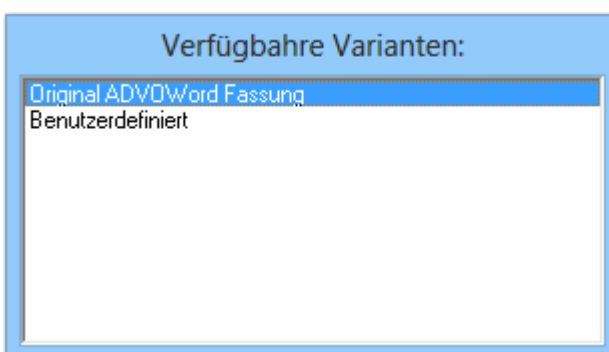 Verfügbahre Varianten:
Original ADVOWord Fassung
Benutzerdefiniert